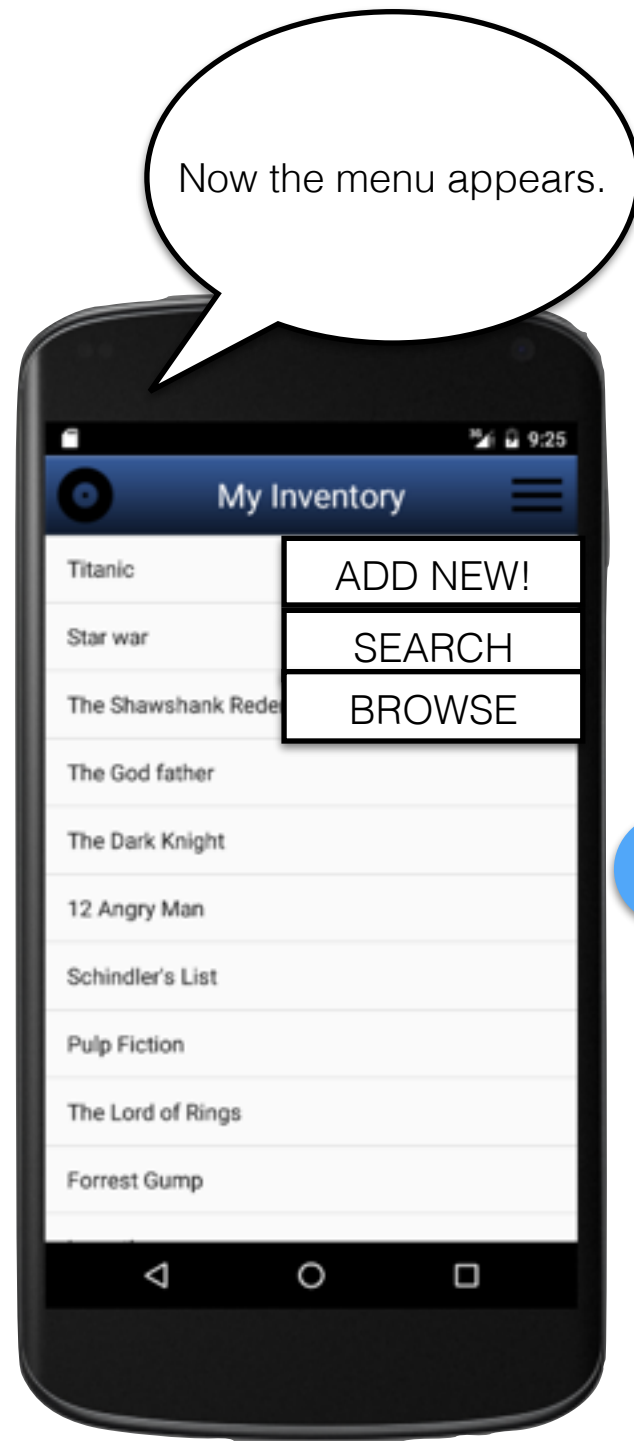 Now the menu appears.
9:25
My Inventory
Titanic
ADD NEW!
Star war
SEARCH
The Shawshank Rede
BROWSE
The God father
The Dark Knight
12 Angry Man
Schindler's List
Pulp Fiction
The Lord of Rings
Forrest Gump